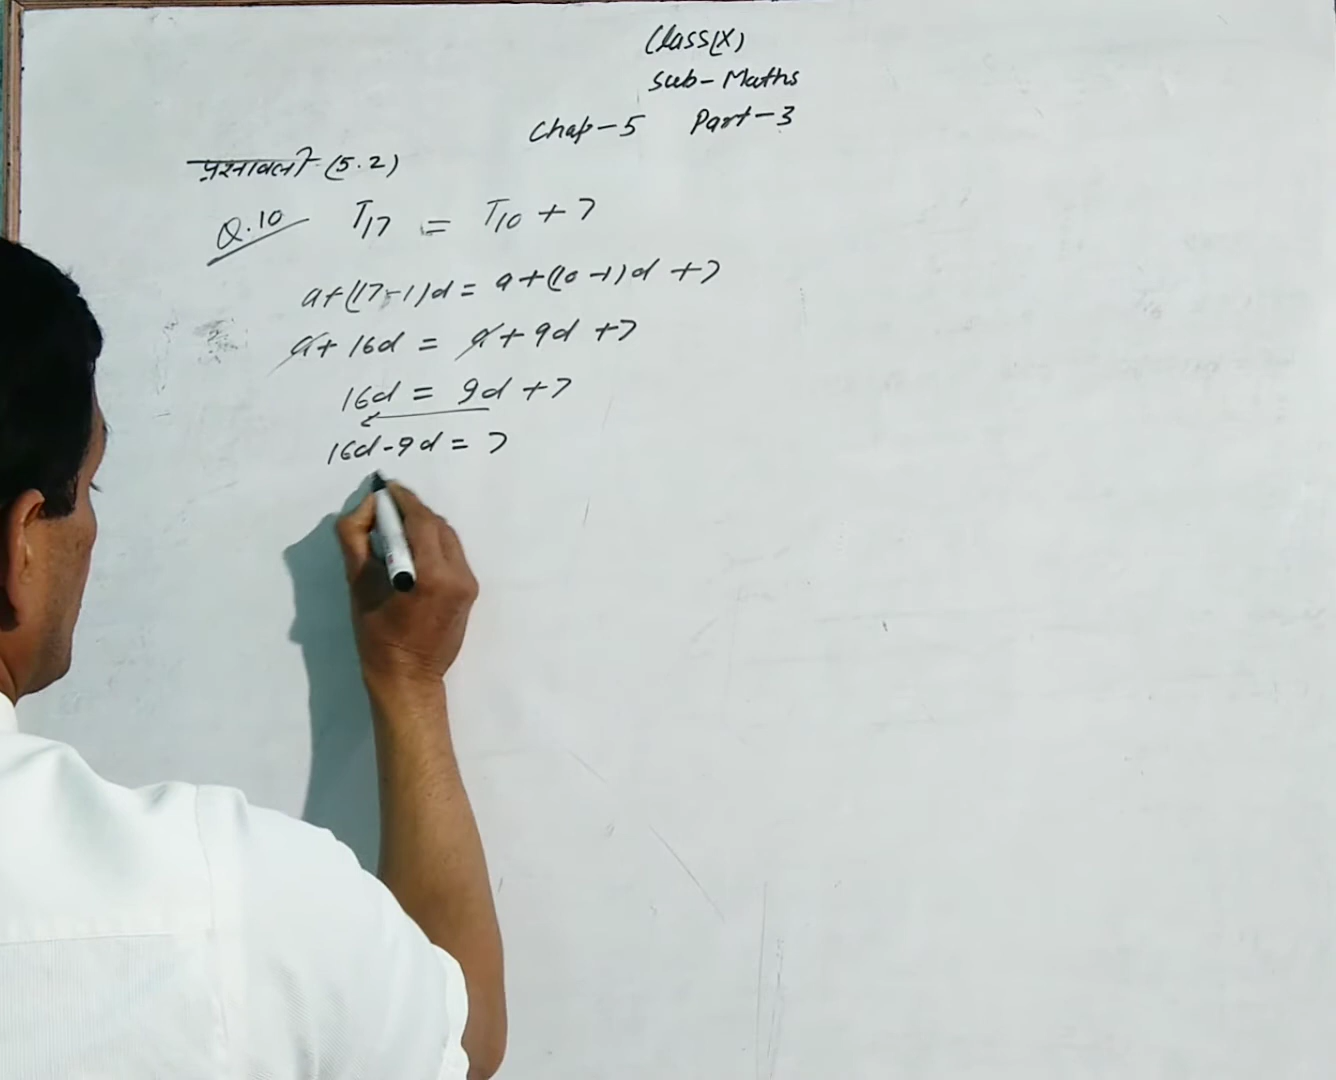 Class(X)
Sub- Maths
Chap-5 Part-3
प्रश्नावली (5.2)
Q.10 T17 = T10 + 7
a+(17-1)d = a+(10-1)d +7
a+ 16d = a+ 9d +7
16d = 9d +7
16d-9d = 7